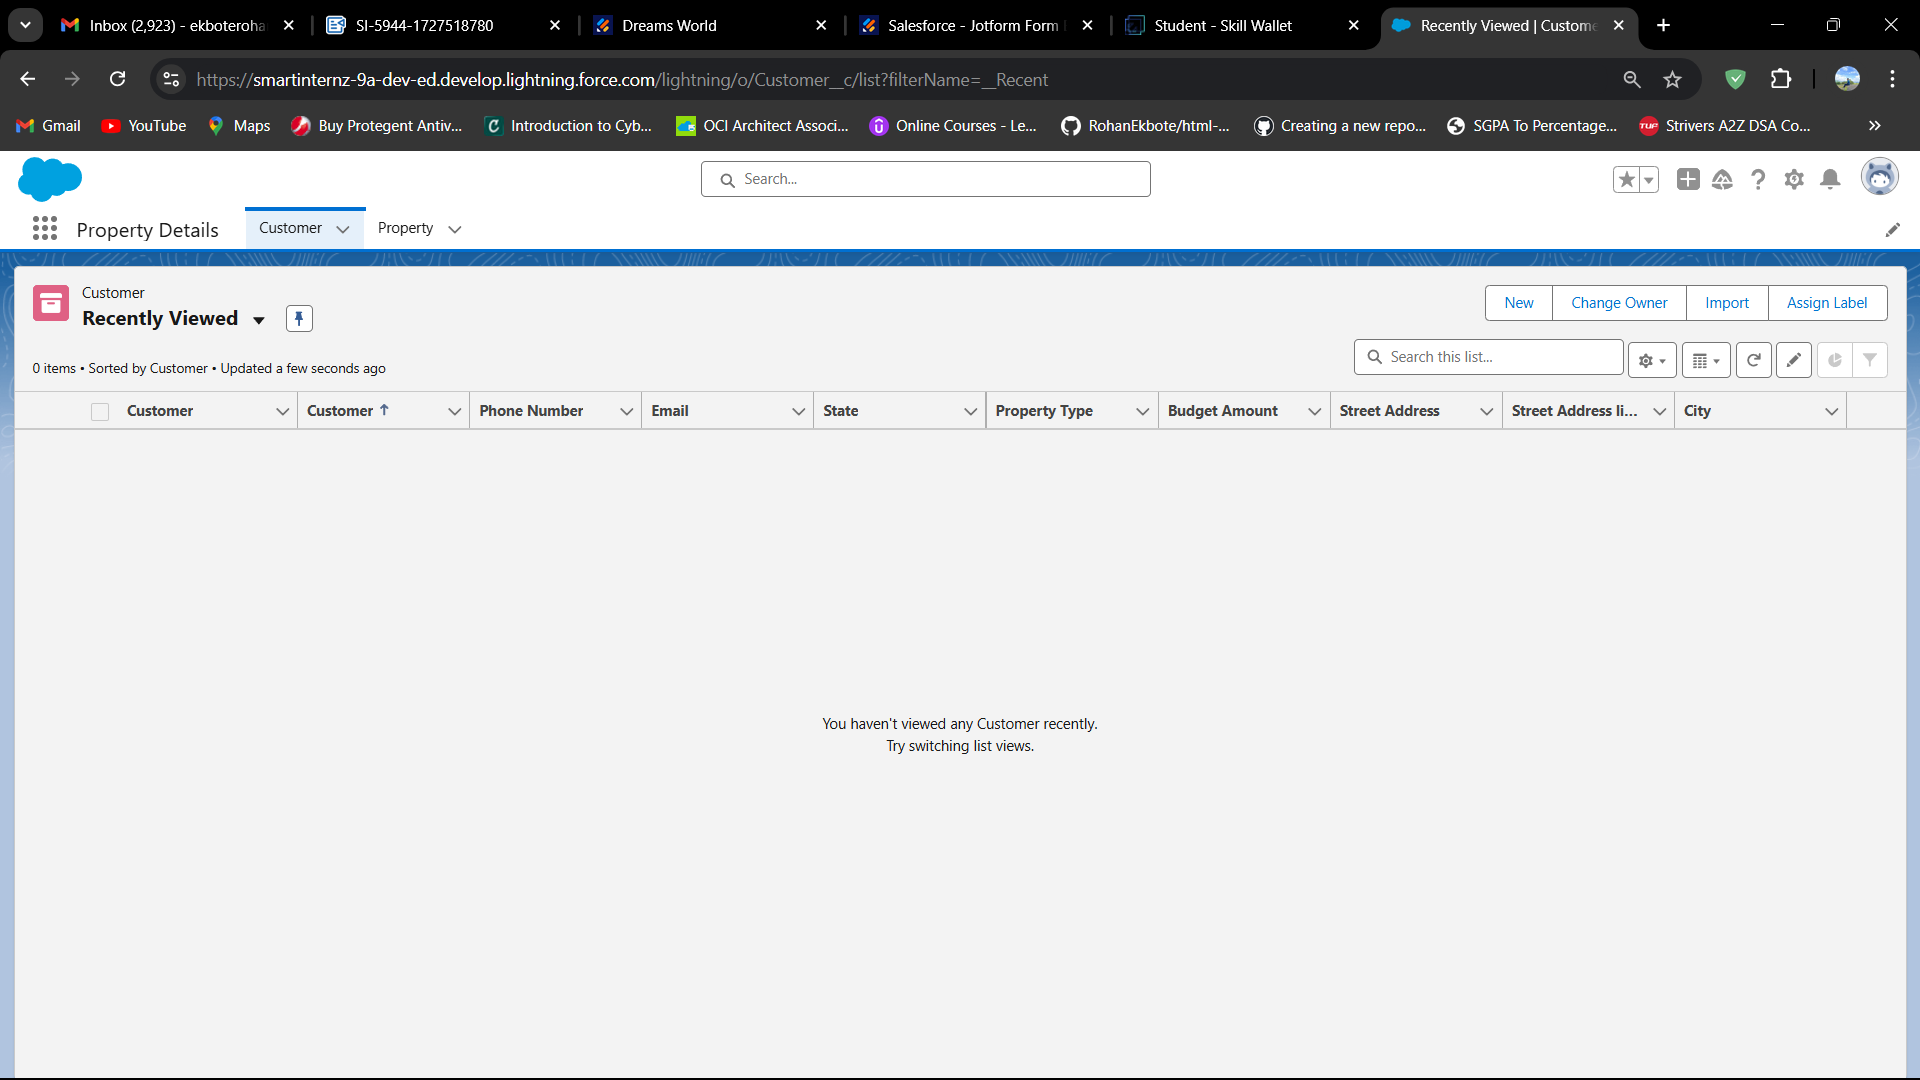 Inbox (2,923) - ekboteroha
SI-5944-1727518780
Dreams World
Salesforce - Jotform Form
Student - Skill Wallet
Recently Viewed | Custome
https://smartinternz-9a-dev-ed.develop.lightning.force.com/lightning/o/Customer__c/list?filterName=__Recent
Gmail
YouTube
Maps
Buy Protegent Antiv...
Introduction to Cyb...
OCI Architect Associ...
Online Courses - Le...
RohanEkbote/html-...
Creating a new repo...
SGPA To Percentage...
Strivers A2Z DSA Co...
Search...
Property Details
Customer
Property
Customer
Recently Viewed
New
Change Owner
Import
Assign Label
0 items • Sorted by Customer • Updated a few seconds ago
Search this list...
Customer
Customer
Phone Number
Email
State
Property Type
Budget Amount
Street Address
Street Address li...
City
You haven't viewed any Customer recently.
Try switching list views.